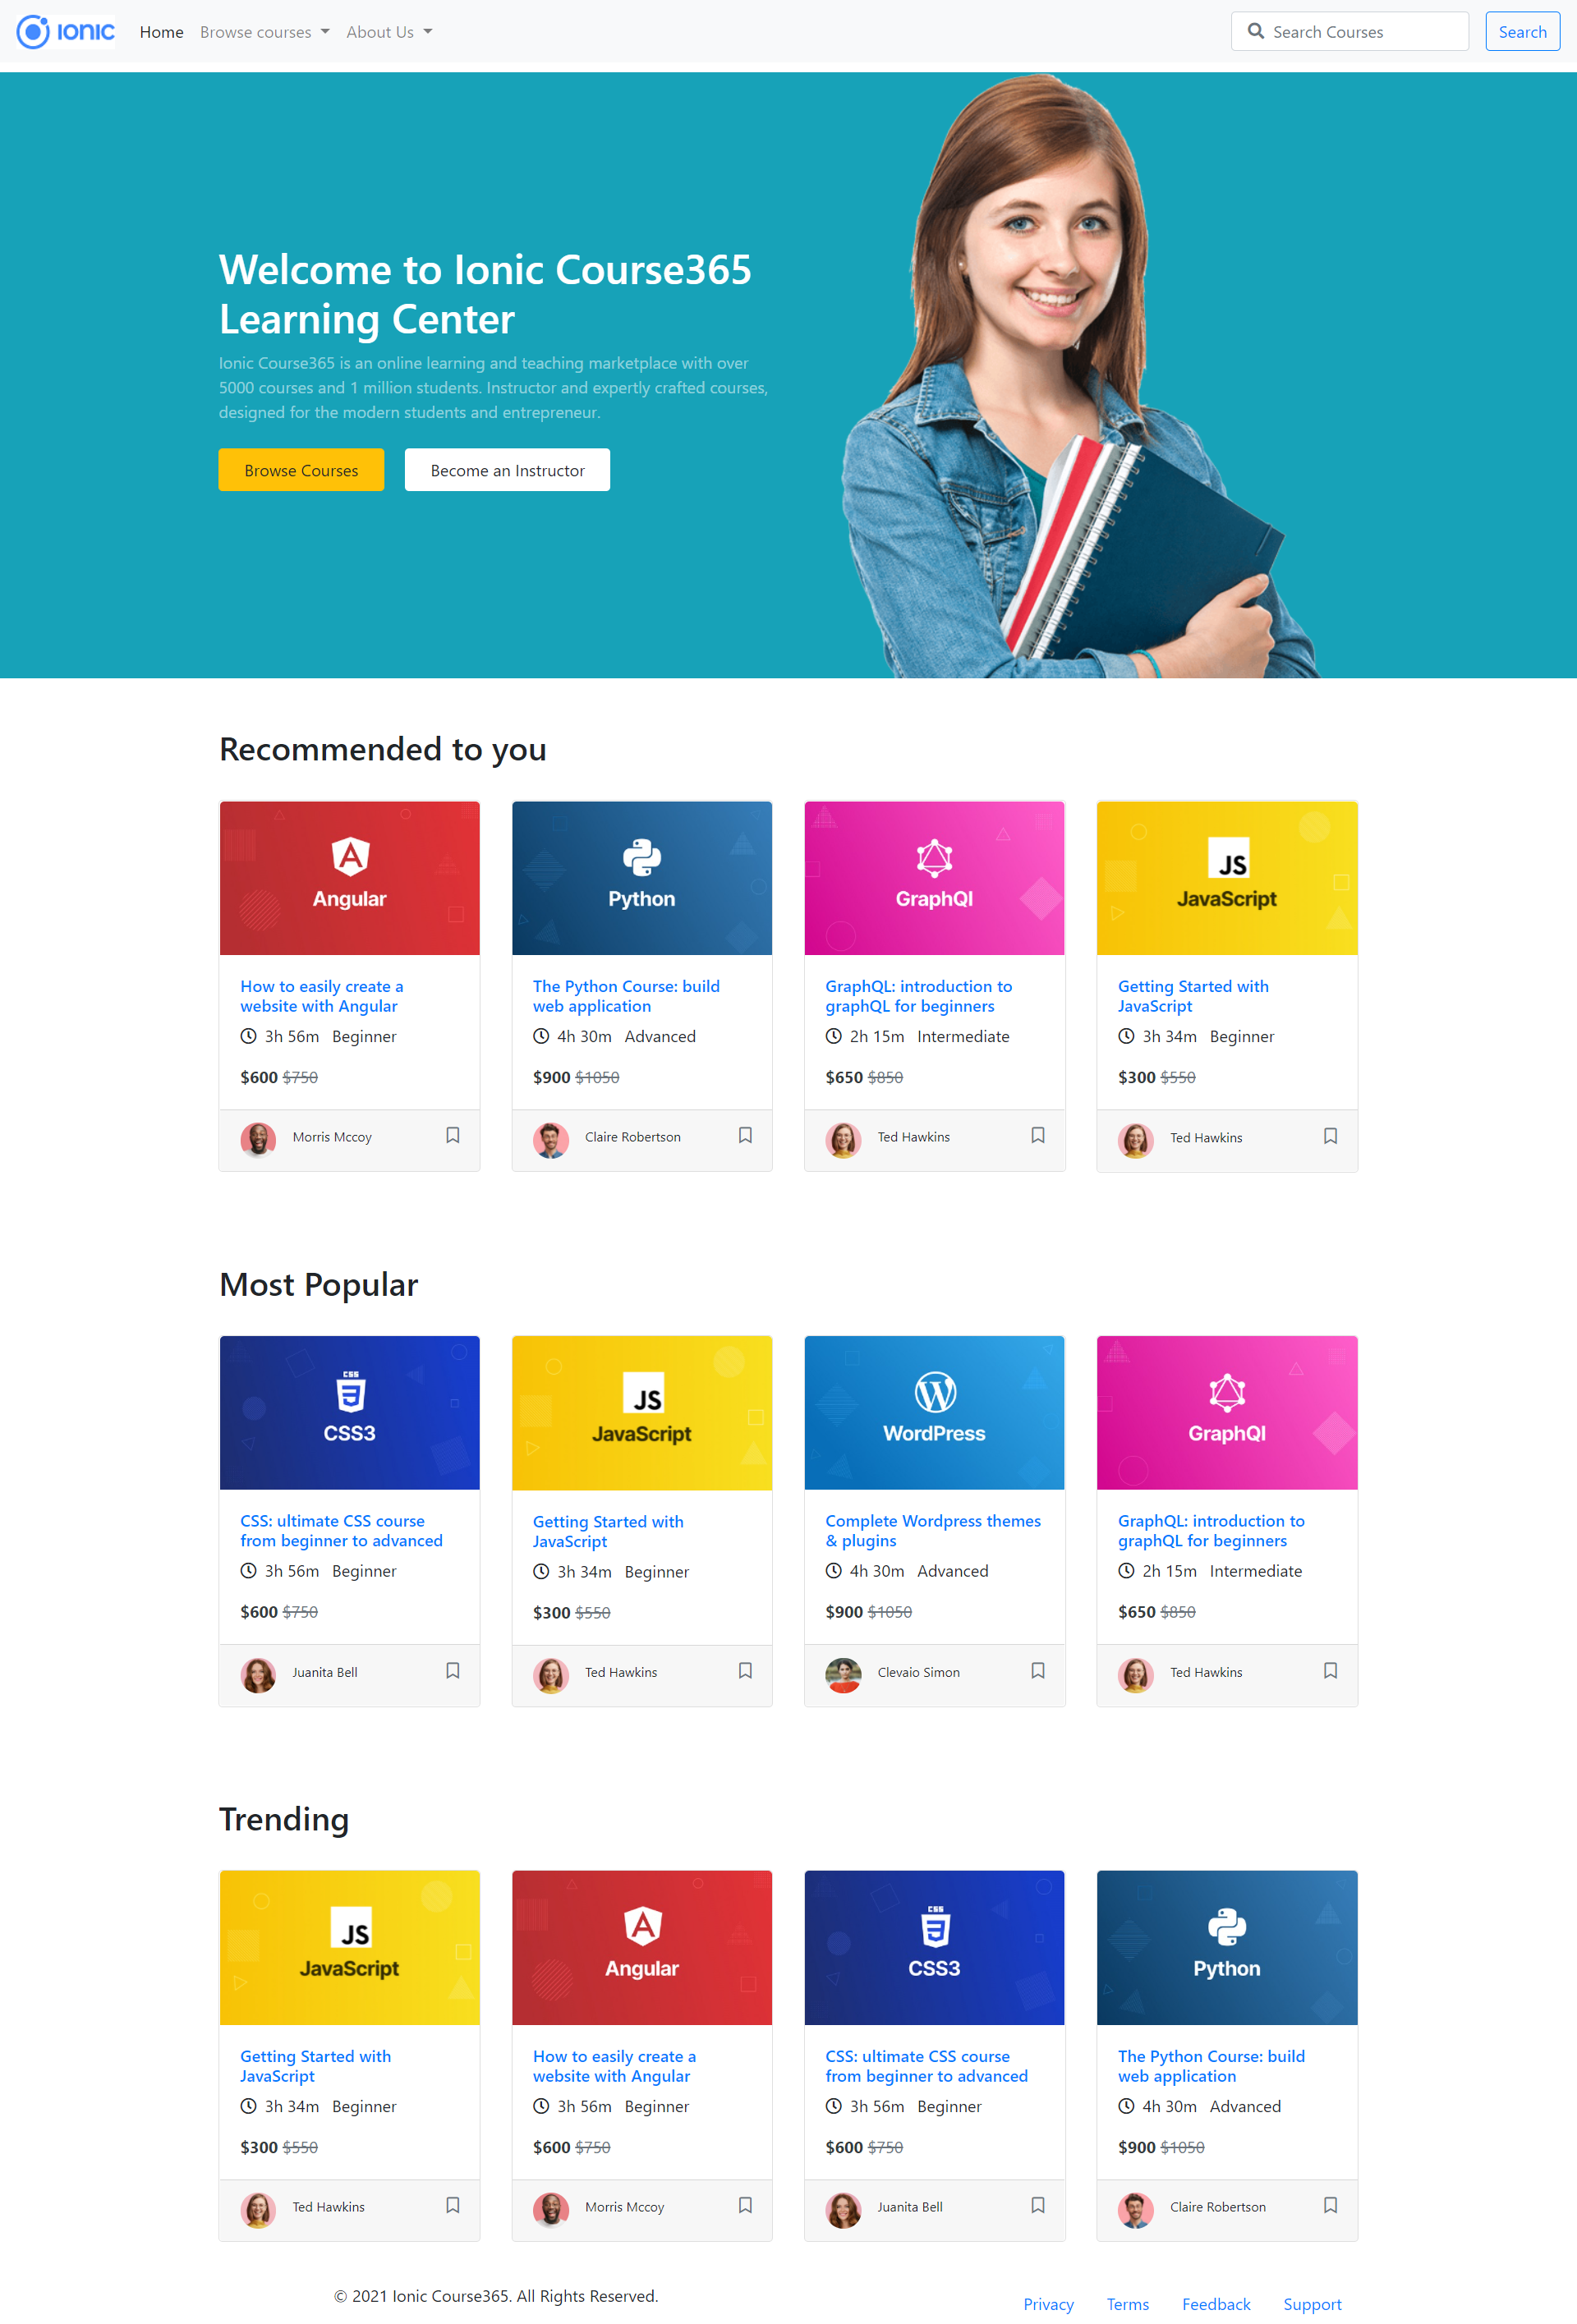 IONIC Home Browse courses About Us Search Courses Search
Welcome to Ionic Course365
Learning Center
Ionic Course365 is an online learning and teaching marketplace with over
5000 courses and 1 million students. Instructor and expertly crafted courses,
designed for the modern students and entrepreneur.
Browse Courses Become an Instructor
Recommended to you
Angular
How to easily create a
website with Angular
3h 56m Beginner
$600 $750
Morris Mccoy
Python
The Python Course: build
web application
4h 30m Advanced
$900 $1050
Claire Robertson
GraphQl
GraphQL: introduction to
graphQL for beginners
2h 15m Intermediate
$650 $850
Ted Hawkins
JS
JavaScript
Getting Started with
JavaScript
3h 34m Beginner
$300 $550
Ted Hawkins
Most Popular
CSS
CSS3
CSS: ultimate CSS course
from beginner to advanced
3h 56m Beginner
$600 $750
Juanita Bell
JS
JavaScript
Getting Started with
JavaScript
3h 34m Beginner
$300 $550
Ted Hawkins
WordPress
Complete Wordpress themes
& plugins
4h 30m Advanced
$900 $1050
Clevaio Simon
GraphQl
GraphQL: introduction to
graphQL for beginners
2h 15m Intermediate
$650 $850
Ted Hawkins
Trending
JS
JavaScript
Getting Started with
JavaScript
3h 34m Beginner
$300 $550
Ted Hawkins
Angular
How to easily create a
website with Angular
3h 56m Beginner
$600 $750
Morris Mccoy
CSS
CSS3
CSS: ultimate CSS course
from beginner to advanced
3h 56m Beginner
$600 $750
Juanita Bell
Python
The Python Course: build
web application
4h 30m Advanced
$900 $1050
Claire Robertson
© 2021 Ionic Course365. All Rights Reserved.
Privacy Terms Feedback Support